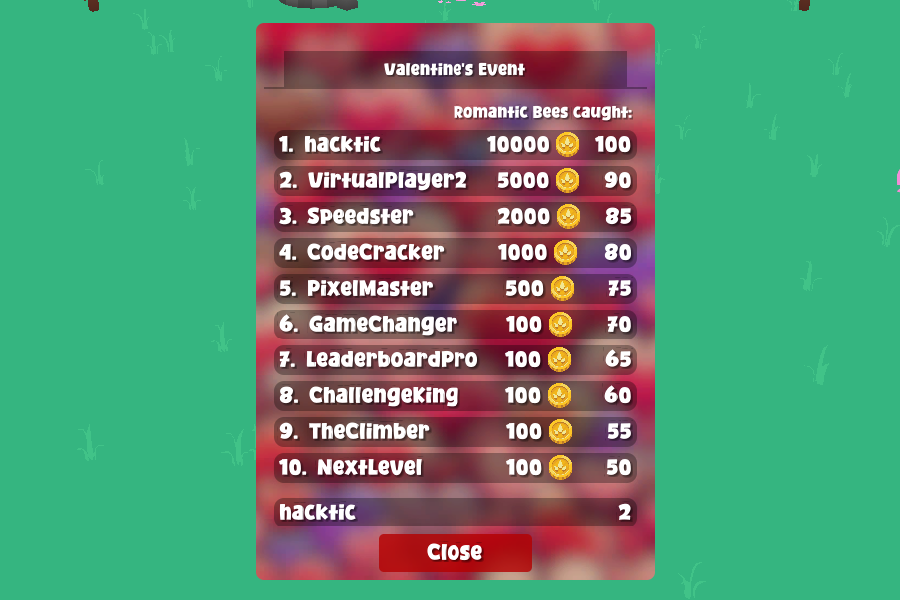 Valentine's Event
Romantic Bees caught:
1. hacktic 10000 100
2. VirtualPlayer2 5000 90
3. Speedster 2000 85
4. CodeCracker 1000 80
5. PixelMaster 500 75
6. GameChanger 100 70
7. LeaderboardPro 100 65
8. ChallengeKing 100 60
9. TheClimber 100 55
10. NextLevel 100 50
hacktic 2
Close